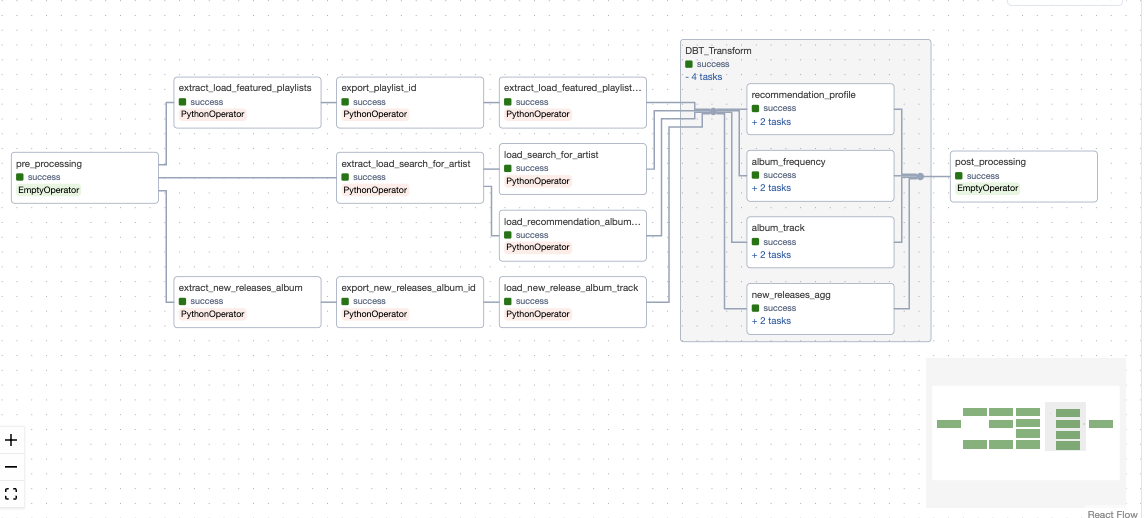 DBT_Transform
success
- 4 tasks
extract_load_featured_playlists
success
PythonOperator
export_playlist_id
success
PythonOperator
extract_load_featured_playlist...
success
PythonOperator
recommendation_profile
success
+ 2 tasks
pre_processing
success
EmptyOperator
extract_load_search_for_artist
success
PythonOperator
load_search_for_artist
success
PythonOperator
album_frequency
success
+ 2 tasks
post_processing
success
EmptyOperator
load_recommendation_album...
success
PythonOperator
album_track
success
+ 2 tasks
extract_new_releases_album
success
PythonOperator
export_new_releases_album_id
success
PythonOperator
load_new_release_album_track
success
PythonOperator
new_releases_agg
success
+ 2 tasks
React Flow